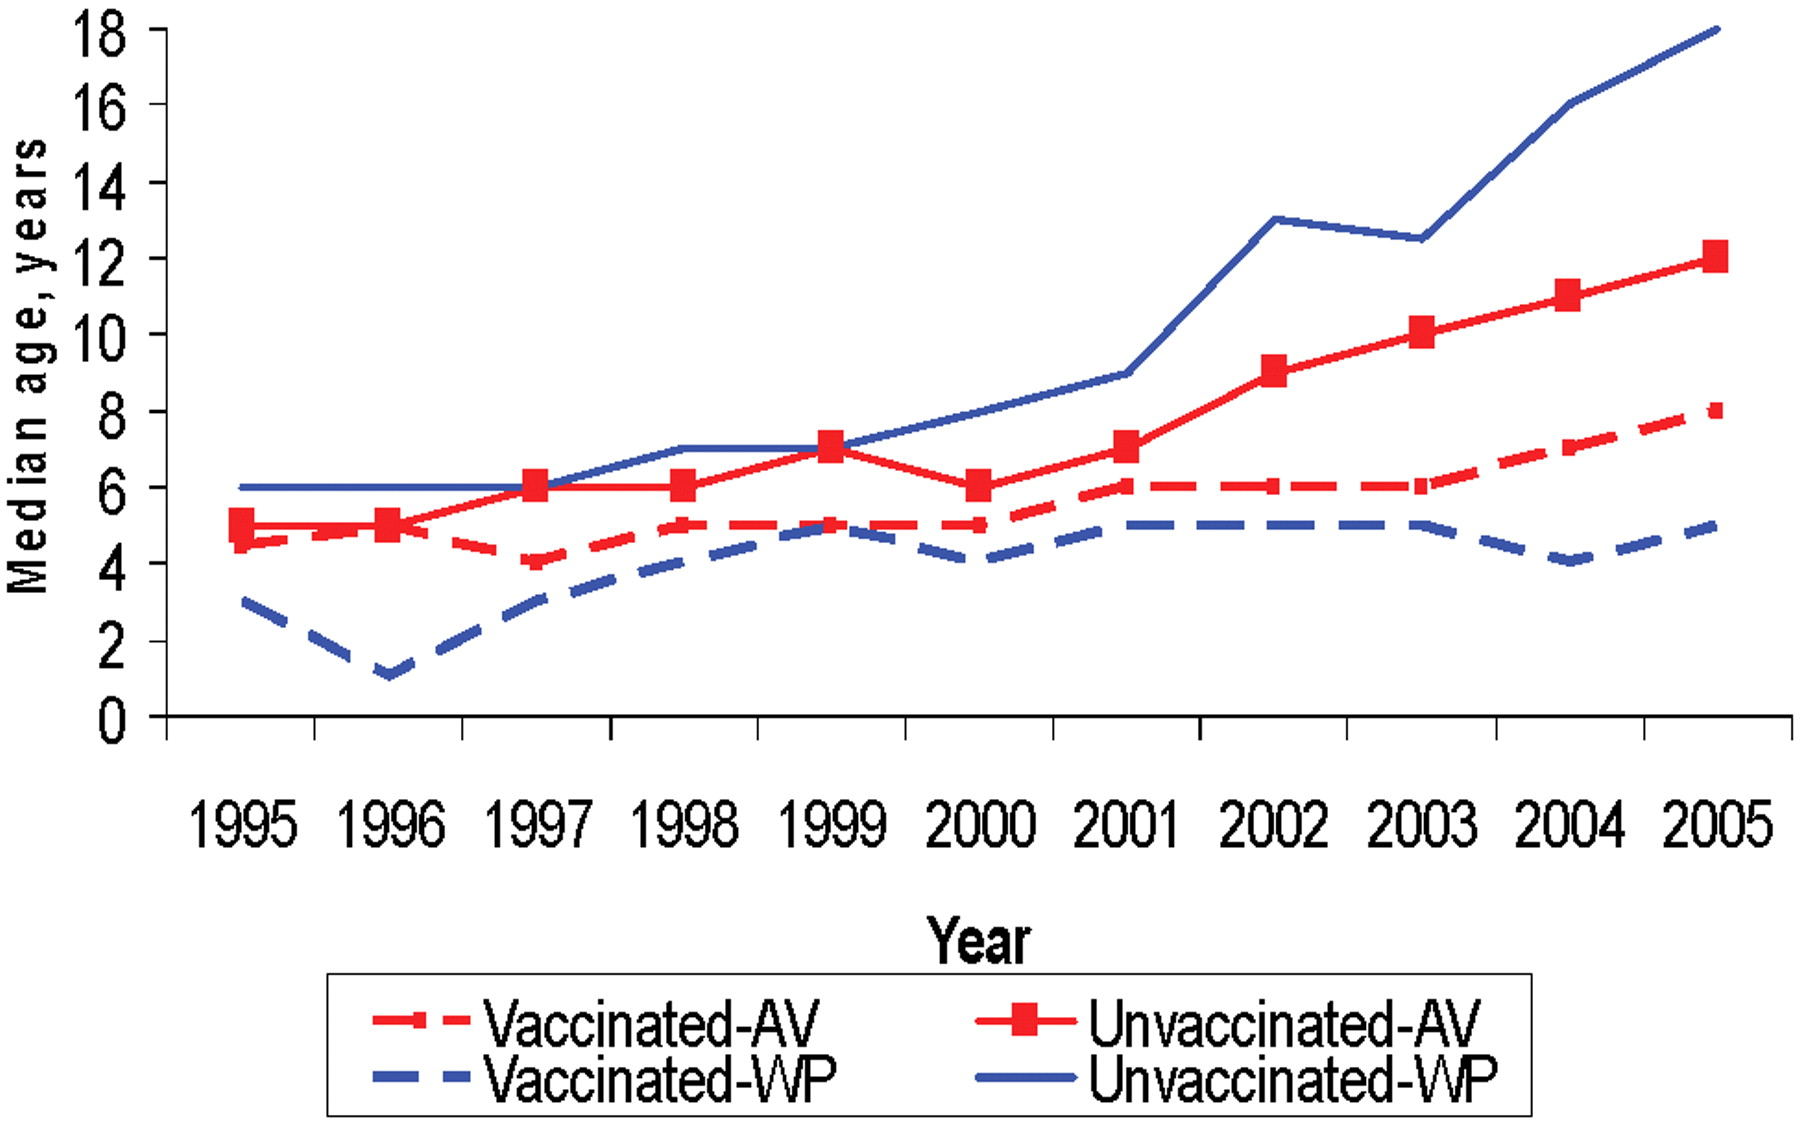 Median age, years
18
16
14
12
10
8
6
4
2
0
1995 1996 1997 1998 1999 2000 2001 2002 2003 2004 2005
Year
Vaccinated-AV Unvaccinated-AV
Vaccinated-WP Unvaccinated-WP